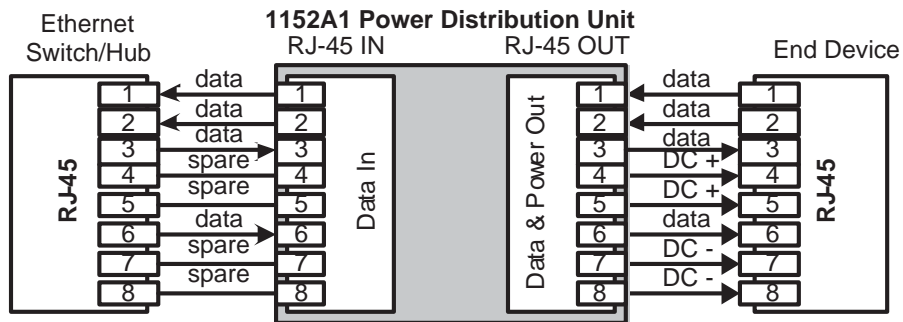 1152A1 Power Distribution Unit
Ethernet
Switch/Hub
RJ-45 IN
RJ-45 OUT
End Device
1 data 1
2 data 2
3 data 3
4 spare 4
5 spare 5
6 data 6
7 spare 7
8 spare 8
RJ-45
Data In
Data & Power Out
1 data 1
2 data 2
3 data 3
4 DC + 4
5 DC + 5
6 data 6
7 DC - 7
8 DC - 8
RJ-45